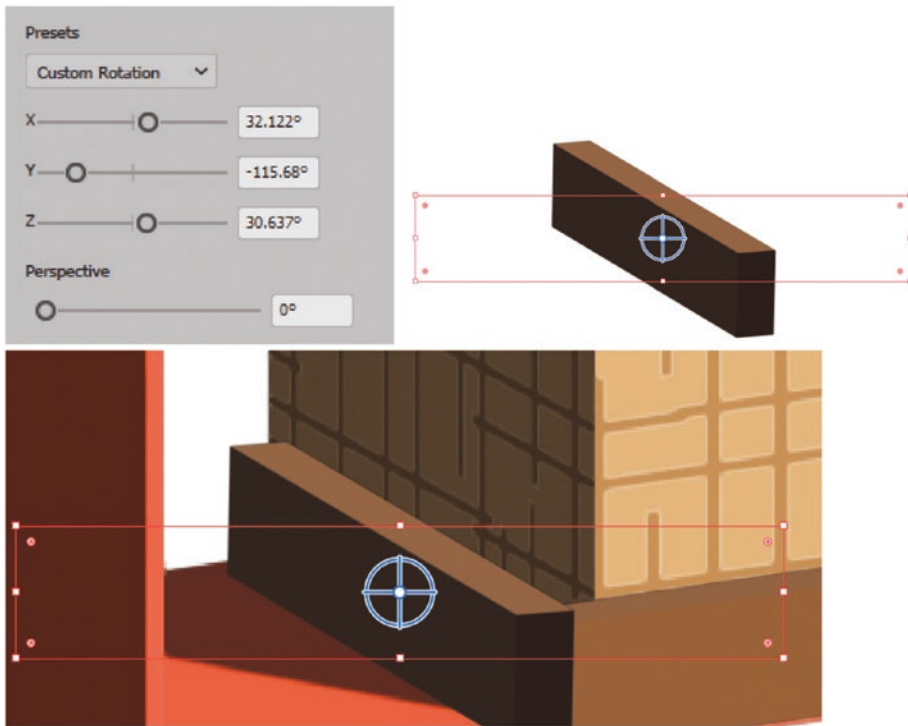 Presets
Custom Rotation
X 32.122°
Y -115.68°
Z 30.637°
Perspective
0°